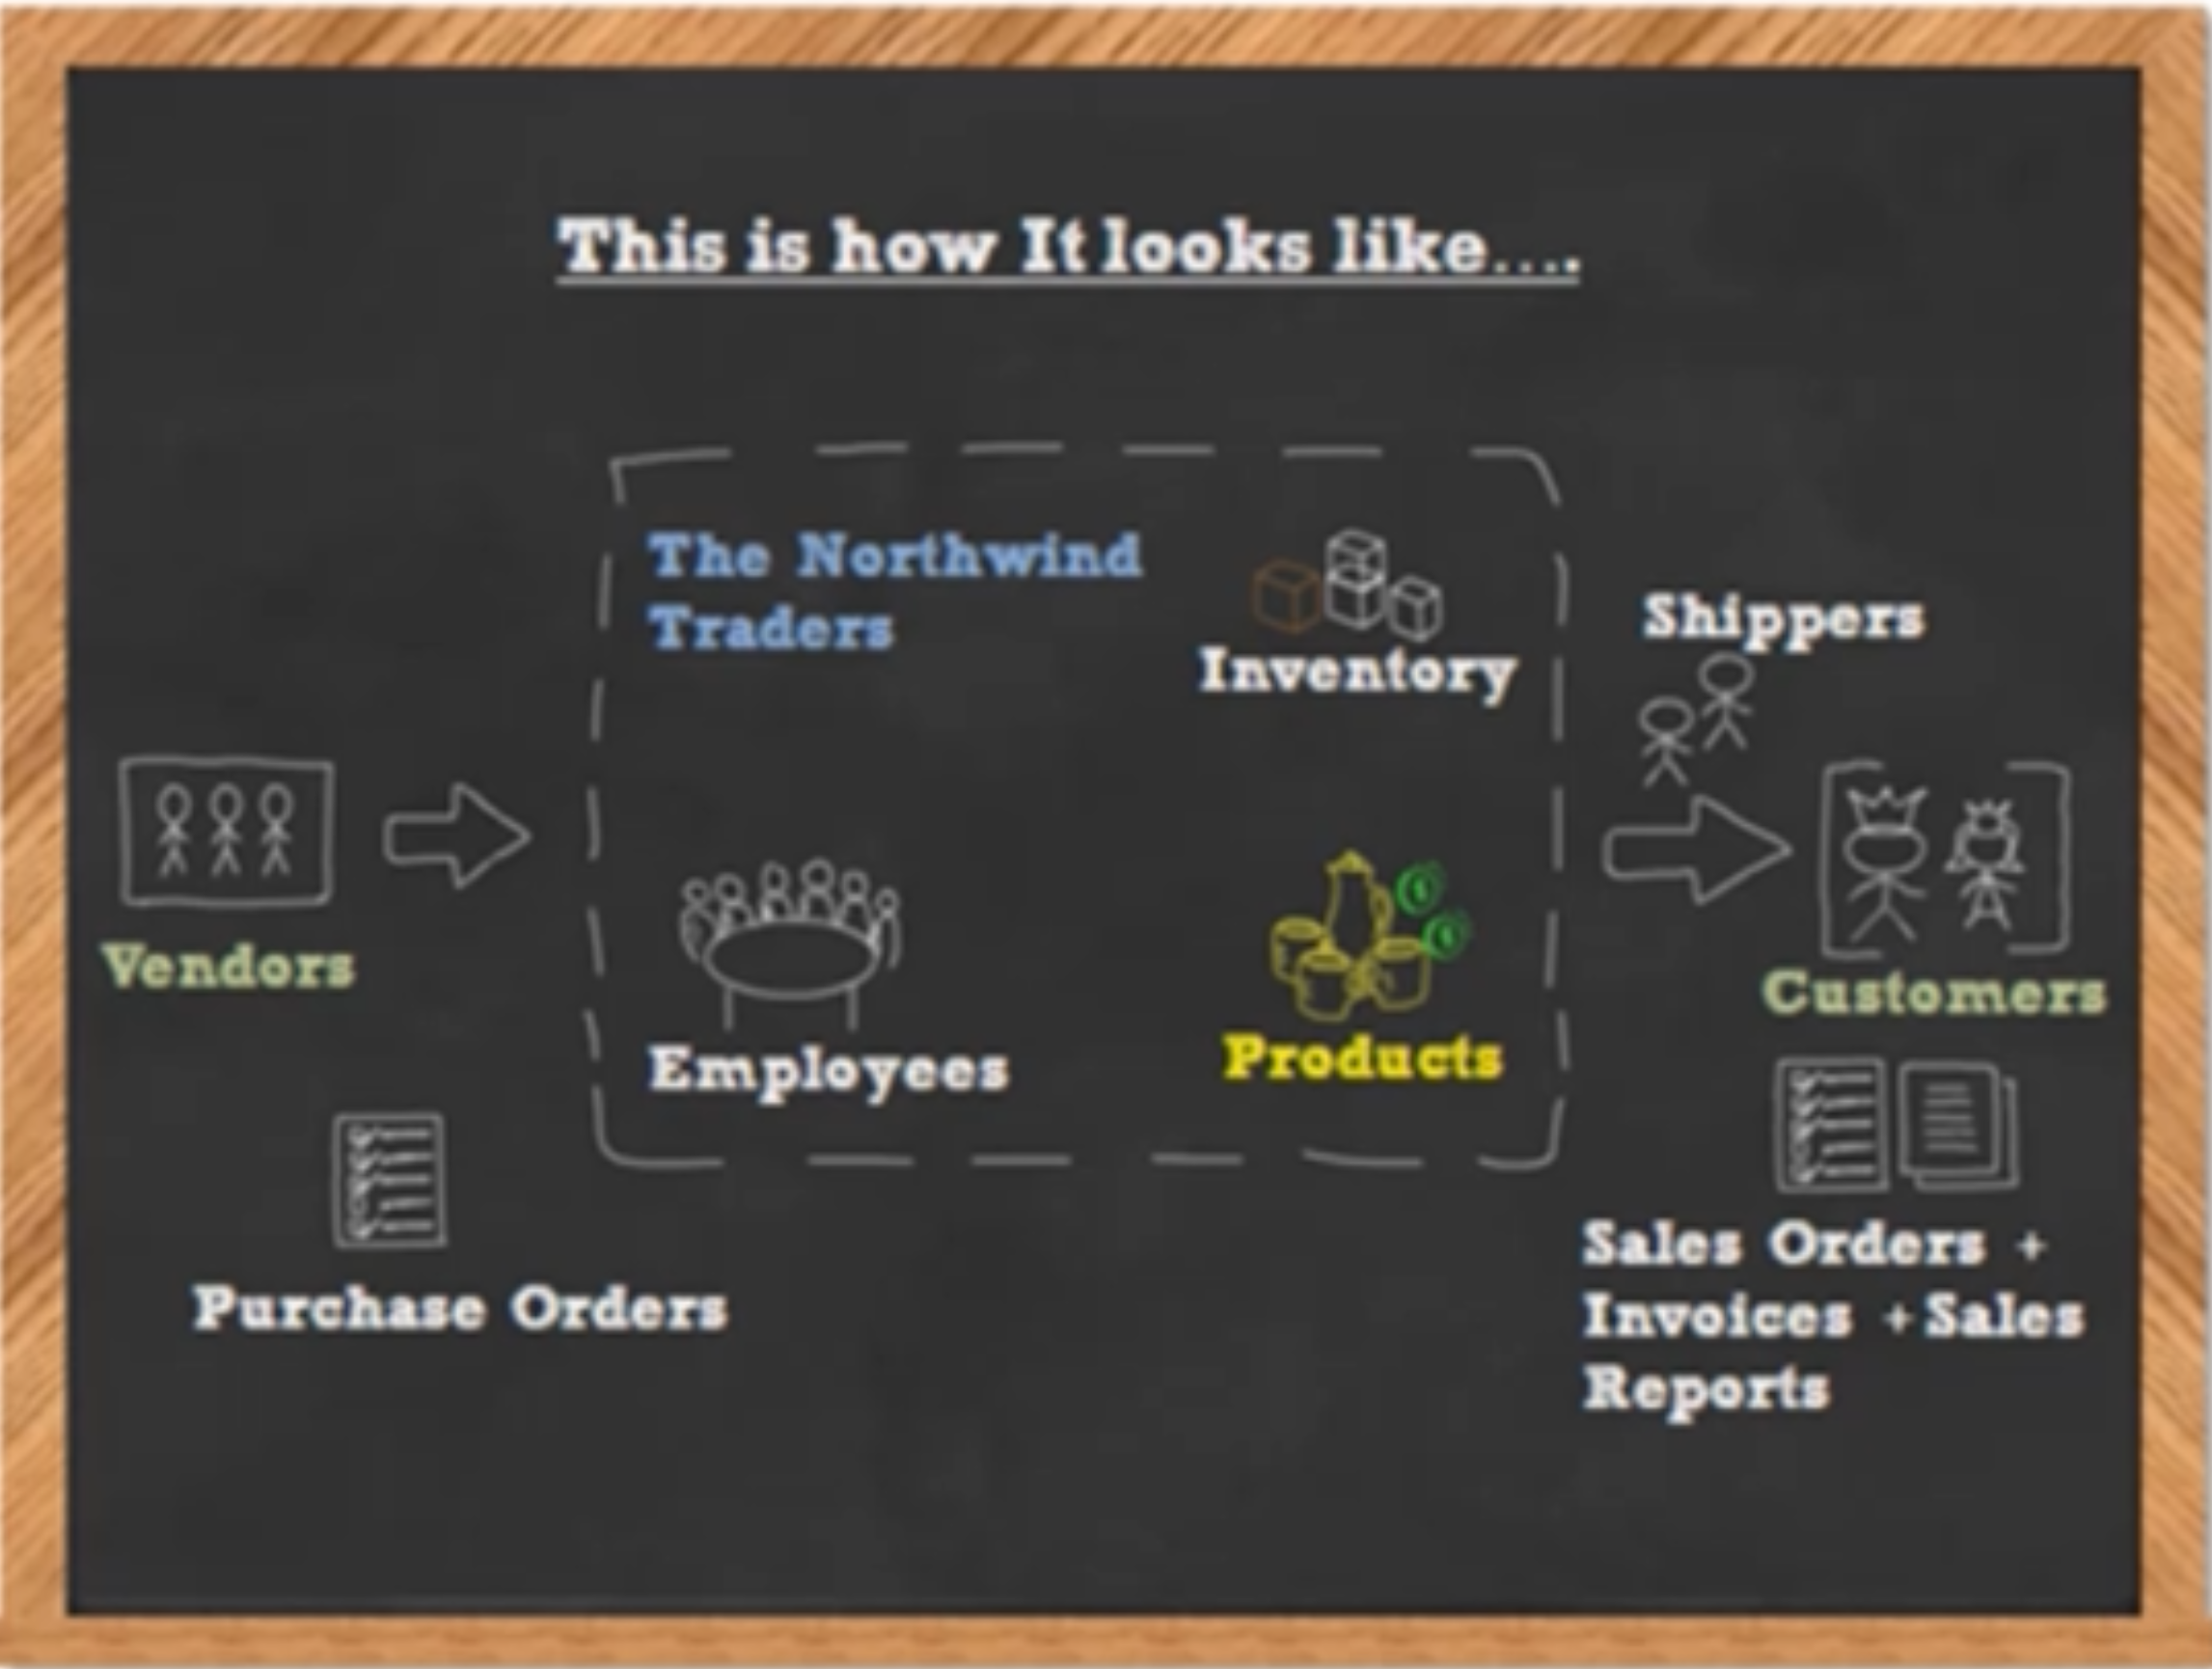 This is how It looks like....
The Northwind
Traders
Inventory
Shippers
Vendors
Employees
Products
Customers
Purchase Orders
Sales Orders +
Invoices +Sales
Reports